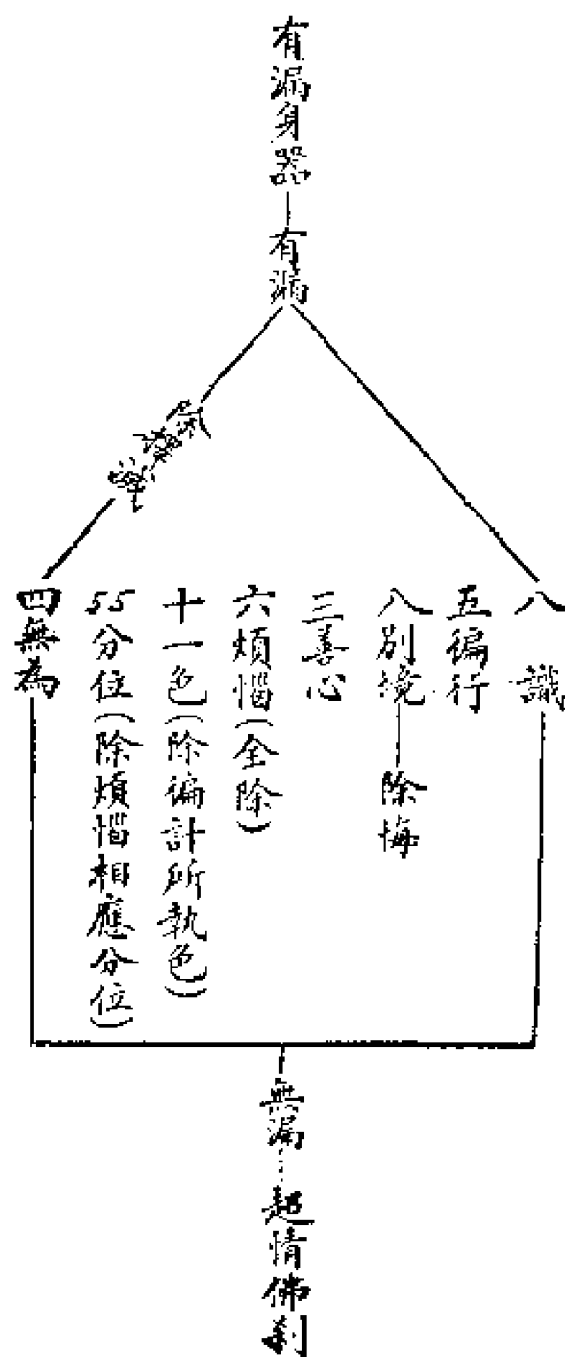 有漏身器—有漏
八識
五徧行
八別境—除悔
三善心
六煩惱(全除)
十一色(除徧計所執色)
55分位(除煩惱相應分位)
四無為
無漏…超情佛刹